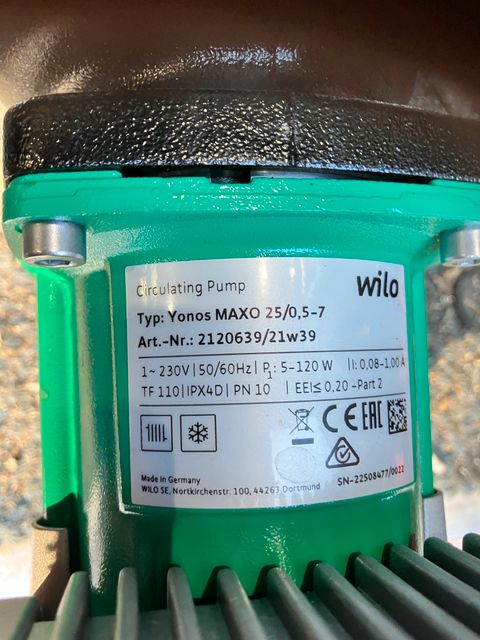 Circulating Pump
wilo
Typ: Yonos MAXO 25/0,5-7
Art.-Nr.: 2120639/21w39
1~230V | 50/60Hz | P1: 5-120 W | I: 0,08-1,00 A
TF 110 | IPX4D | PN 10 | EEI≤ 0,20 -Part 2
CE EAC
SN-22508477/0022
Made in Germany
WILO SE, Nortkirchenstr. 100, 44263 Dortmund